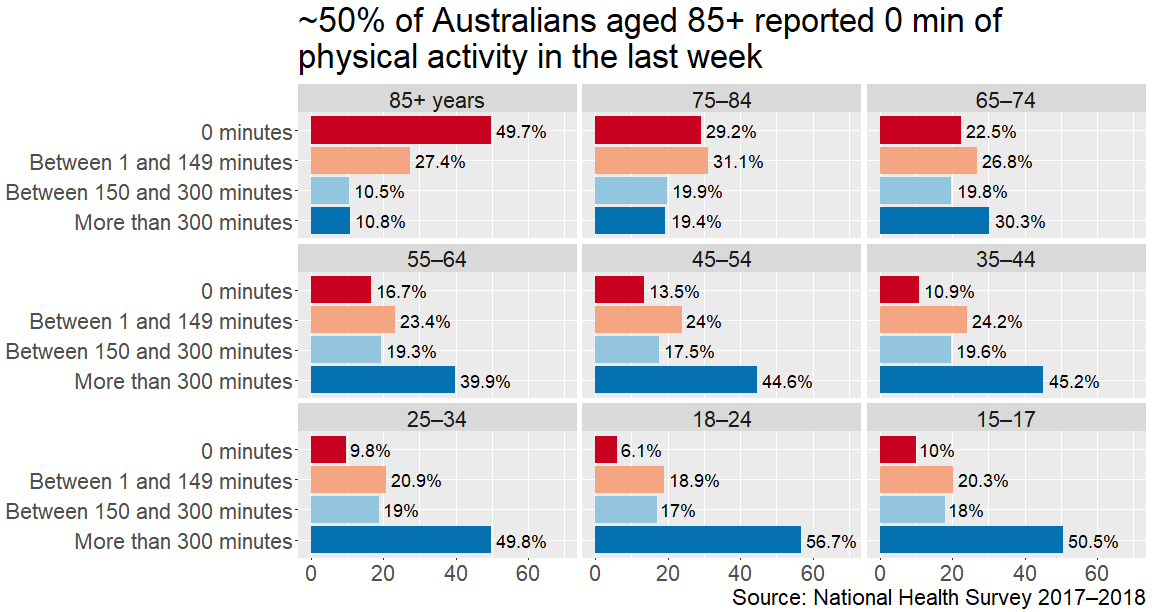 ~50% of Australians aged 85+ reported 0 min of
physical activity in the last week
85+ years 75–84 65–74
0 minutes 49.7% 29.2% 22.5%
Between 1 and 149 minutes 27.4% 31.1% 26.8%
Between 150 and 300 minutes 10.5% 19.9% 19.8%
More than 300 minutes 10.8% 19.4% 30.3%
55–64 45–54 35–44
0 minutes 16.7% 13.5% 10.9%
Between 1 and 149 minutes 23.4% 24% 24.2%
Between 150 and 300 minutes 19.3% 17.5% 19.6%
More than 300 minutes 39.9% 44.6% 45.2%
25–34 18–24 15–17
0 minutes 9.8% 6.1% 10%
Between 1 and 149 minutes 20.9% 18.9% 20.3%
Between 150 and 300 minutes 19% 17% 18%
More than 300 minutes 49.8% 56.7% 50.5%
0 20 40 60 0 20 40 60 0 20 40 60
Source: National Health Survey 2017–2018